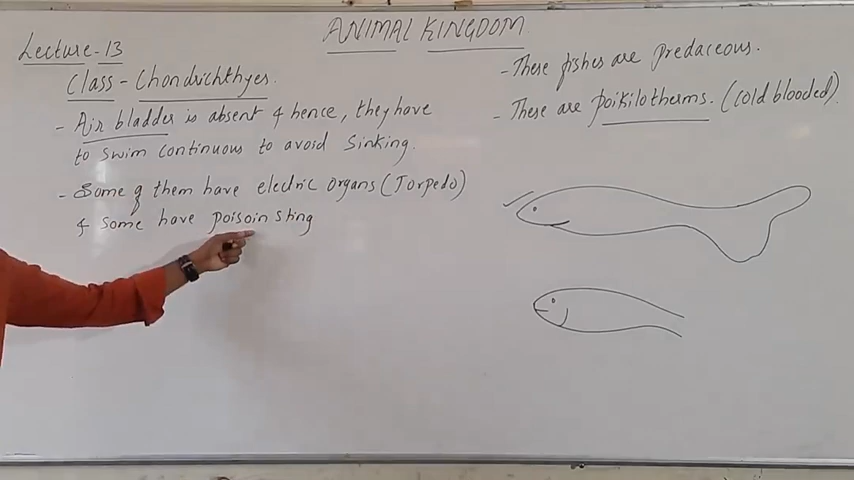 ANIMAL KINGDOM
Lecture-13
Class - Chondrichthyes.
- Air bladder is absent & hence, they have
to swim continuous to avoid sinking.
- Some of them have electric organs (Torpedo)
& some have poisoin sting
- These fishes are predaceous.
- These are poikilotherms. (cold blooded)